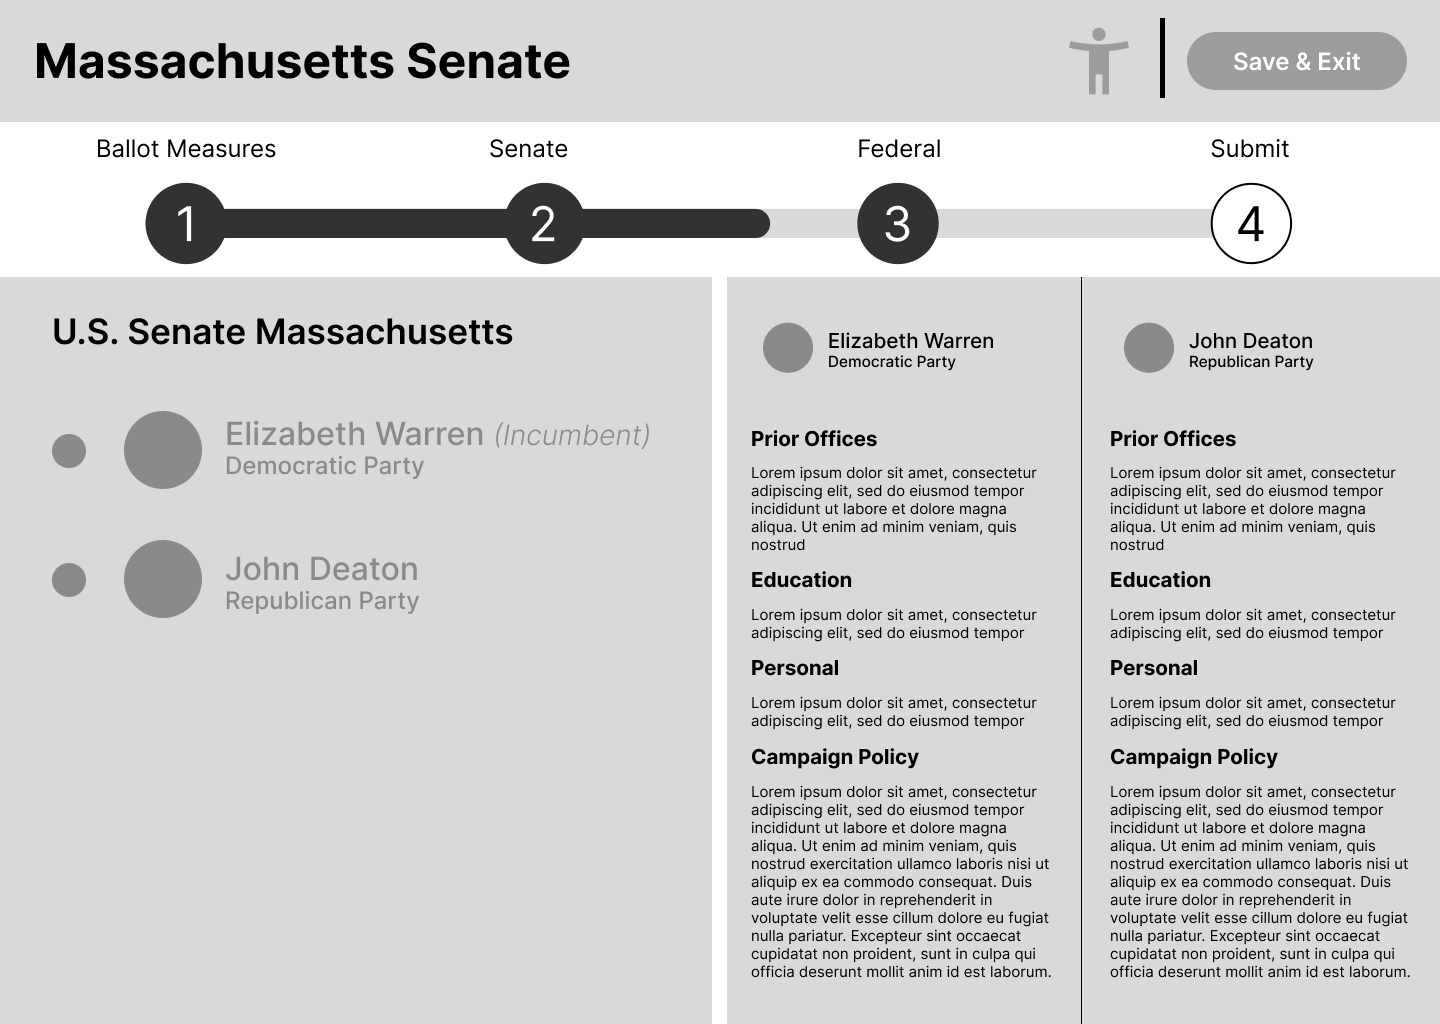 Massachusetts Senate
Save & Exit
Ballot Measures
Senate
Federal
Submit
1
2
3
4
U.S. Senate Massachusetts
Elizabeth Warren (Incumbent)
Democratic Party
John Deaton
Republican Party
Elizabeth Warren
Democratic Party
Prior Offices
Lorem ipsum dolor sit amet, consectetur
adipiscing elit, sed do eiusmod tempor
incididunt ut labore et dolore magna
aliqua. Ut enim ad minim veniam, quis
nostrud
Education
Lorem ipsum dolor sit amet, consectetur
adipiscing elit, sed do eiusmod tempor
Personal
Lorem ipsum dolor sit amet, consectetur
adipiscing elit, sed do eiusmod tempor
Campaign Policy
Lorem ipsum dolor sit amet, consectetur
adipiscing elit, sed do eiusmod tempor
incididunt ut labore et dolore magna
aliqua. Ut enim ad minim veniam, quis
nostrud exercitation ullamco laboris nisi ut
aliquip ex ea commodo consequat. Duis
aute irure dolor in reprehenderit in
voluptate velit esse cillum dolore eu fugiat
nulla pariatur. Excepteur sint occaecat
cupidatat non proident, sunt in culpa qui
officia deserunt mollit anim id est laborum.
John Deaton
Republican Party
Prior Offices
Lorem ipsum dolor sit amet, consectetur
adipiscing elit, sed do eiusmod tempor
incididunt ut labore et dolore magna
aliqua. Ut enim ad minim veniam, quis
nostrud
Education
Lorem ipsum dolor sit amet, consectetur
adipiscing elit, sed do eiusmod tempor
Personal
Lorem ipsum dolor sit amet, consectetur
adipiscing elit, sed do eiusmod tempor
Campaign Policy
Lorem ipsum dolor sit amet, consectetur
adipiscing elit, sed do eiusmod tempor
incididunt ut labore et dolore magna
aliqua. Ut enim ad minim veniam, quis
nostrud exercitation ullamco laboris nisi ut
aliquip ex ea commodo consequat. Duis
aute irure dolor in reprehenderit in
voluptate velit esse cillum dolore eu fugiat
nulla pariatur. Excepteur sint occaecat
cupidatat non proident, sunt in culpa qui
officia deserunt mollit anim id est laborum.